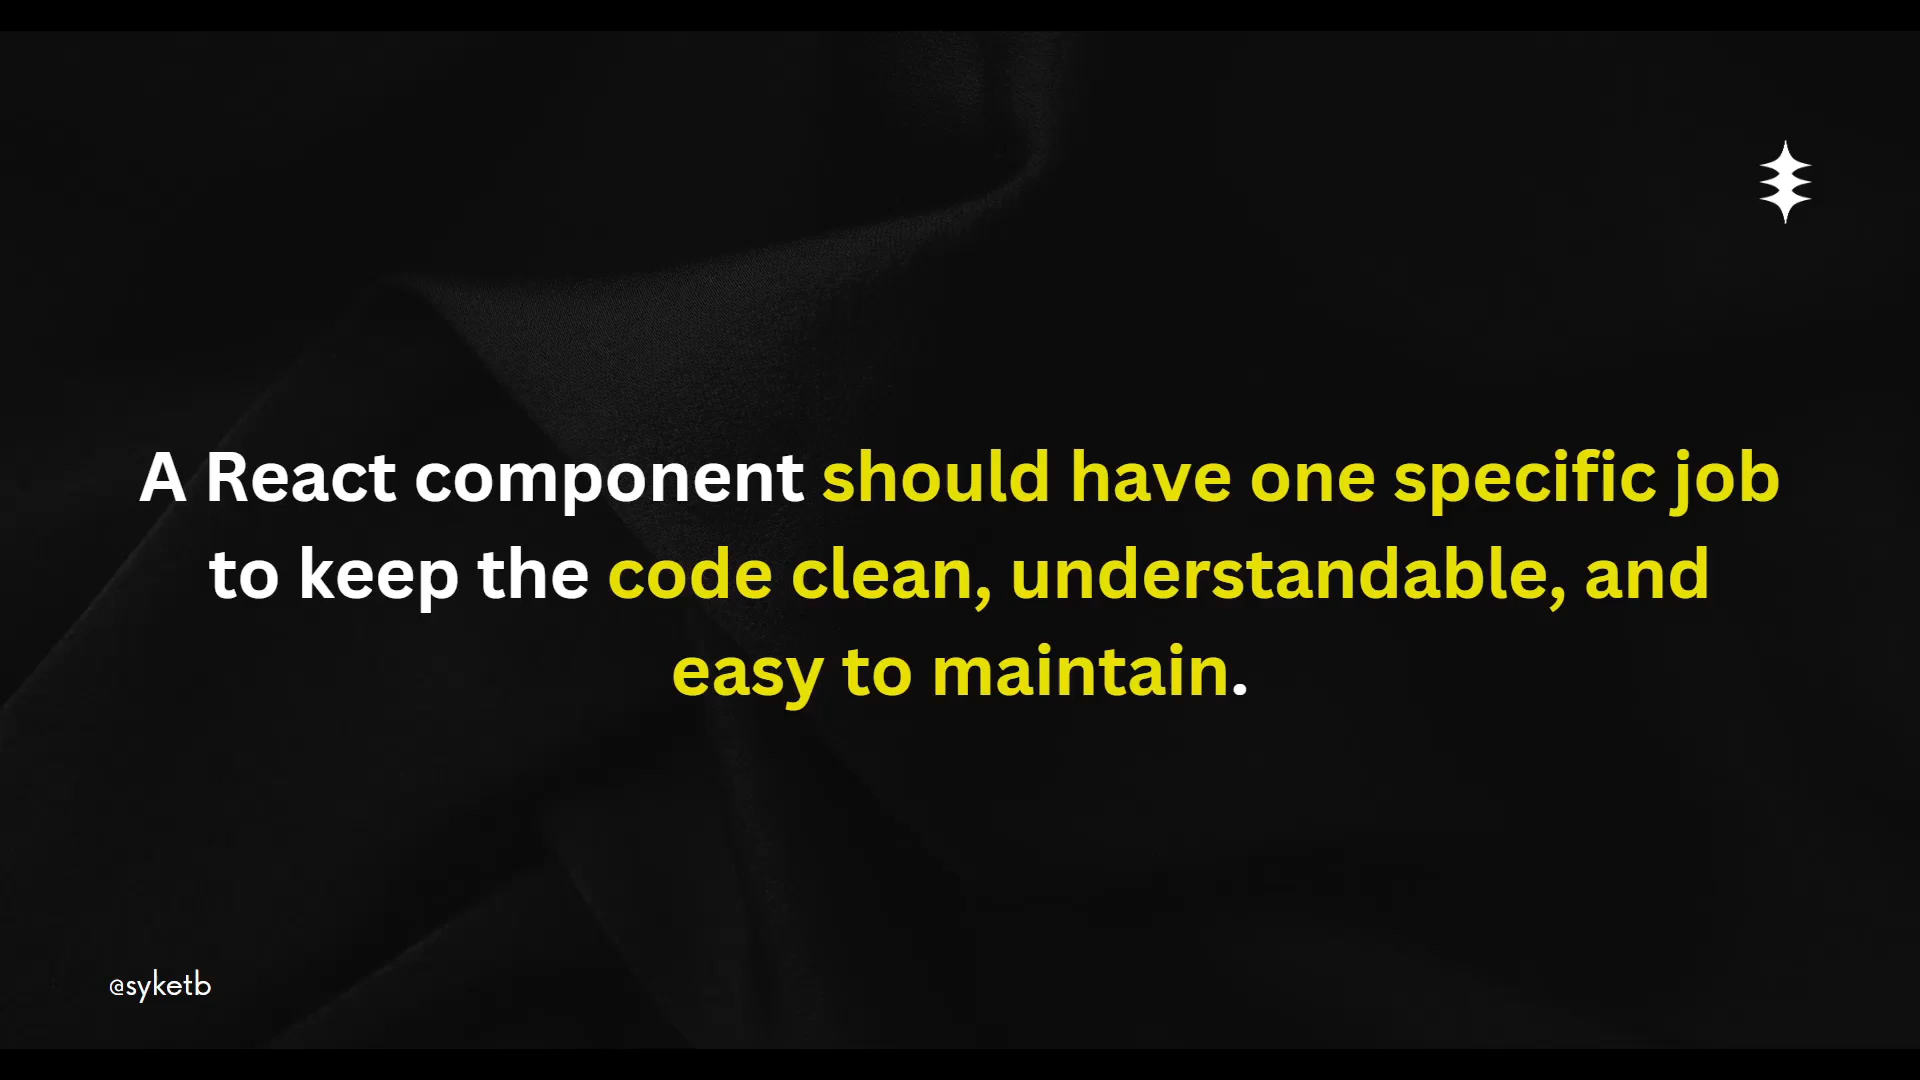 A React component should have one specific job
to keep the code clean, understandable, and
easy to maintain.
@syketb